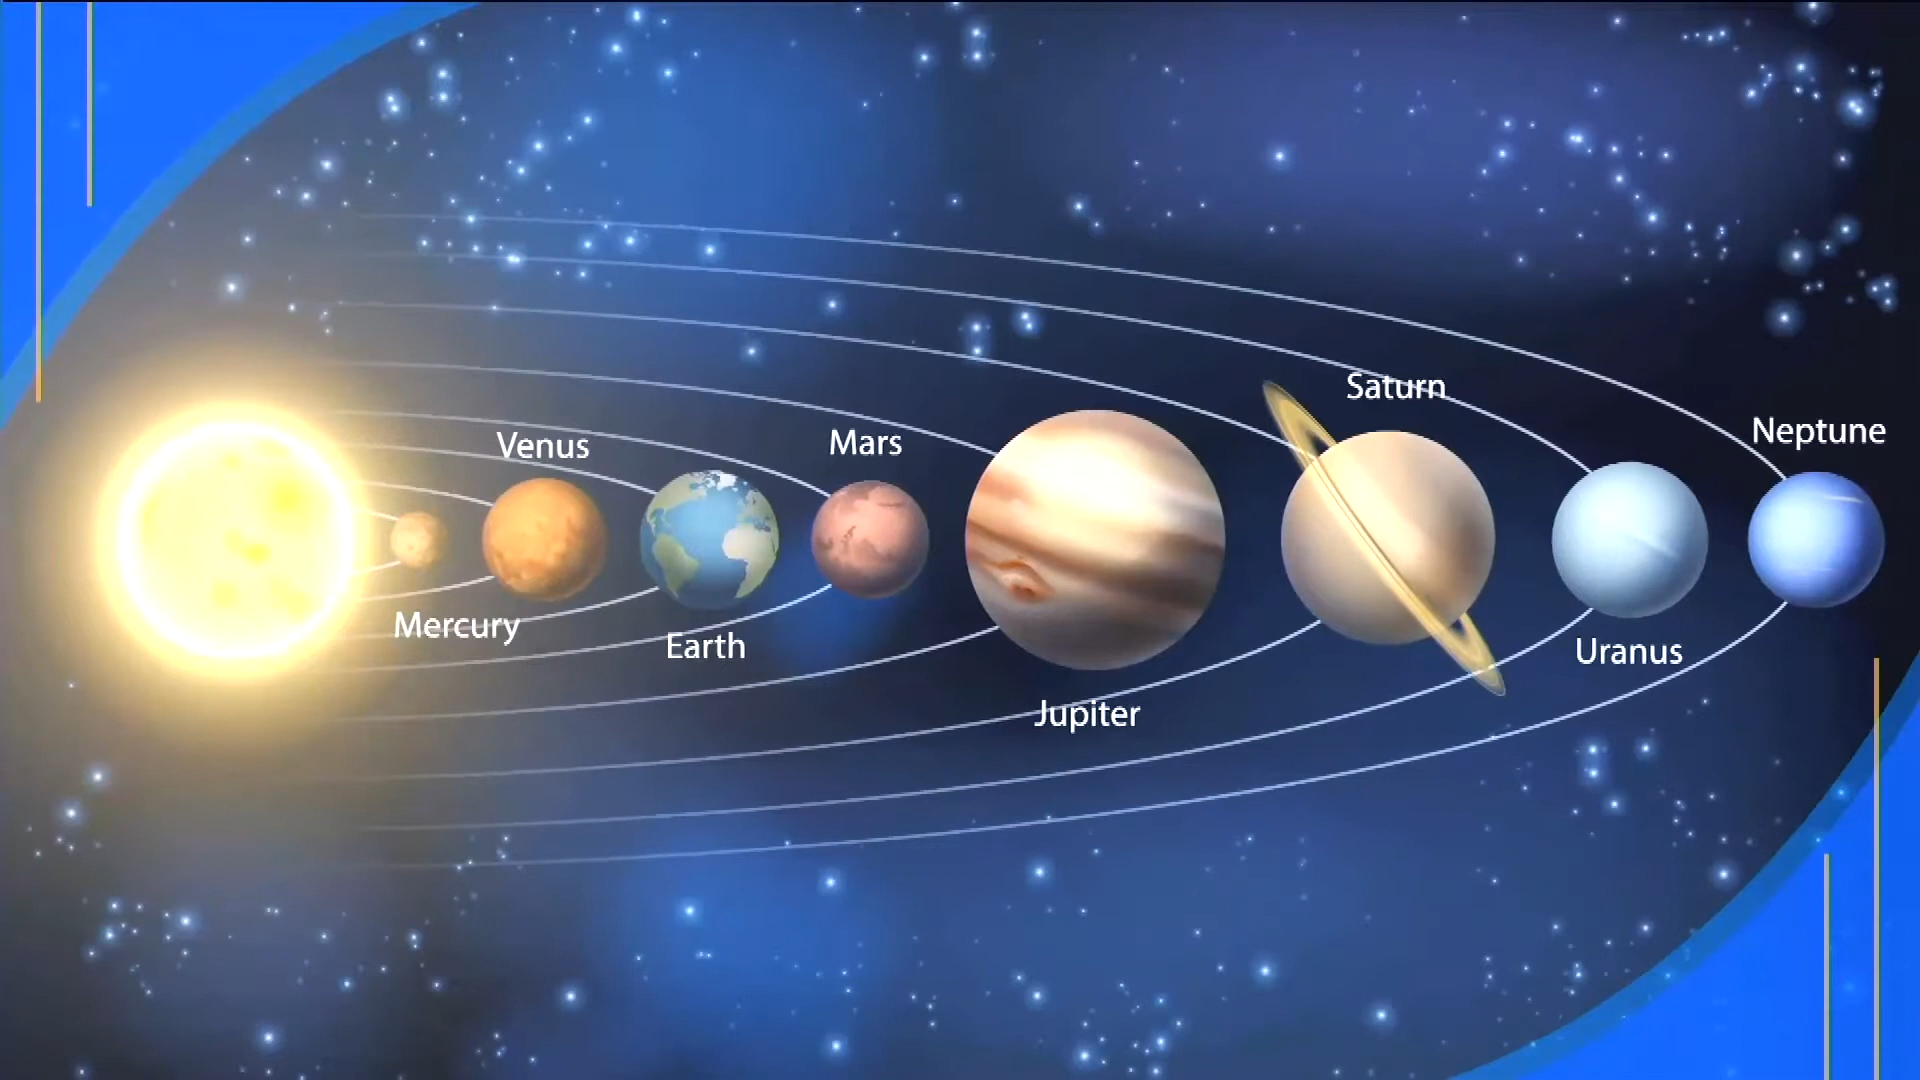 Mercury
Venus
Earth
Mars
Jupiter
Saturn
Uranus
Neptune